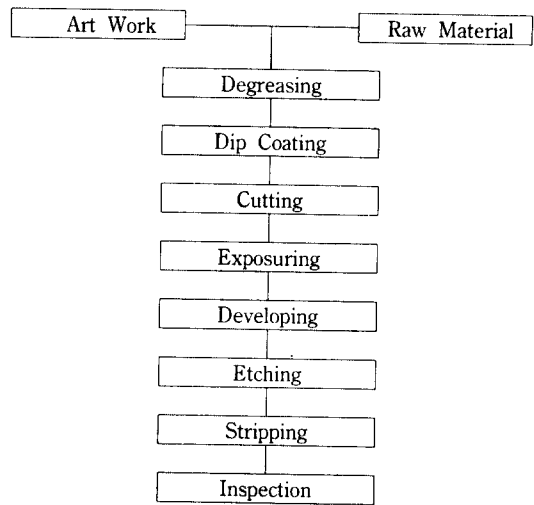 Art Work
Raw Material
Degreasing
Dip Coating
Cutting
Exposuring
Developing
Etching
Stripping
Inspection